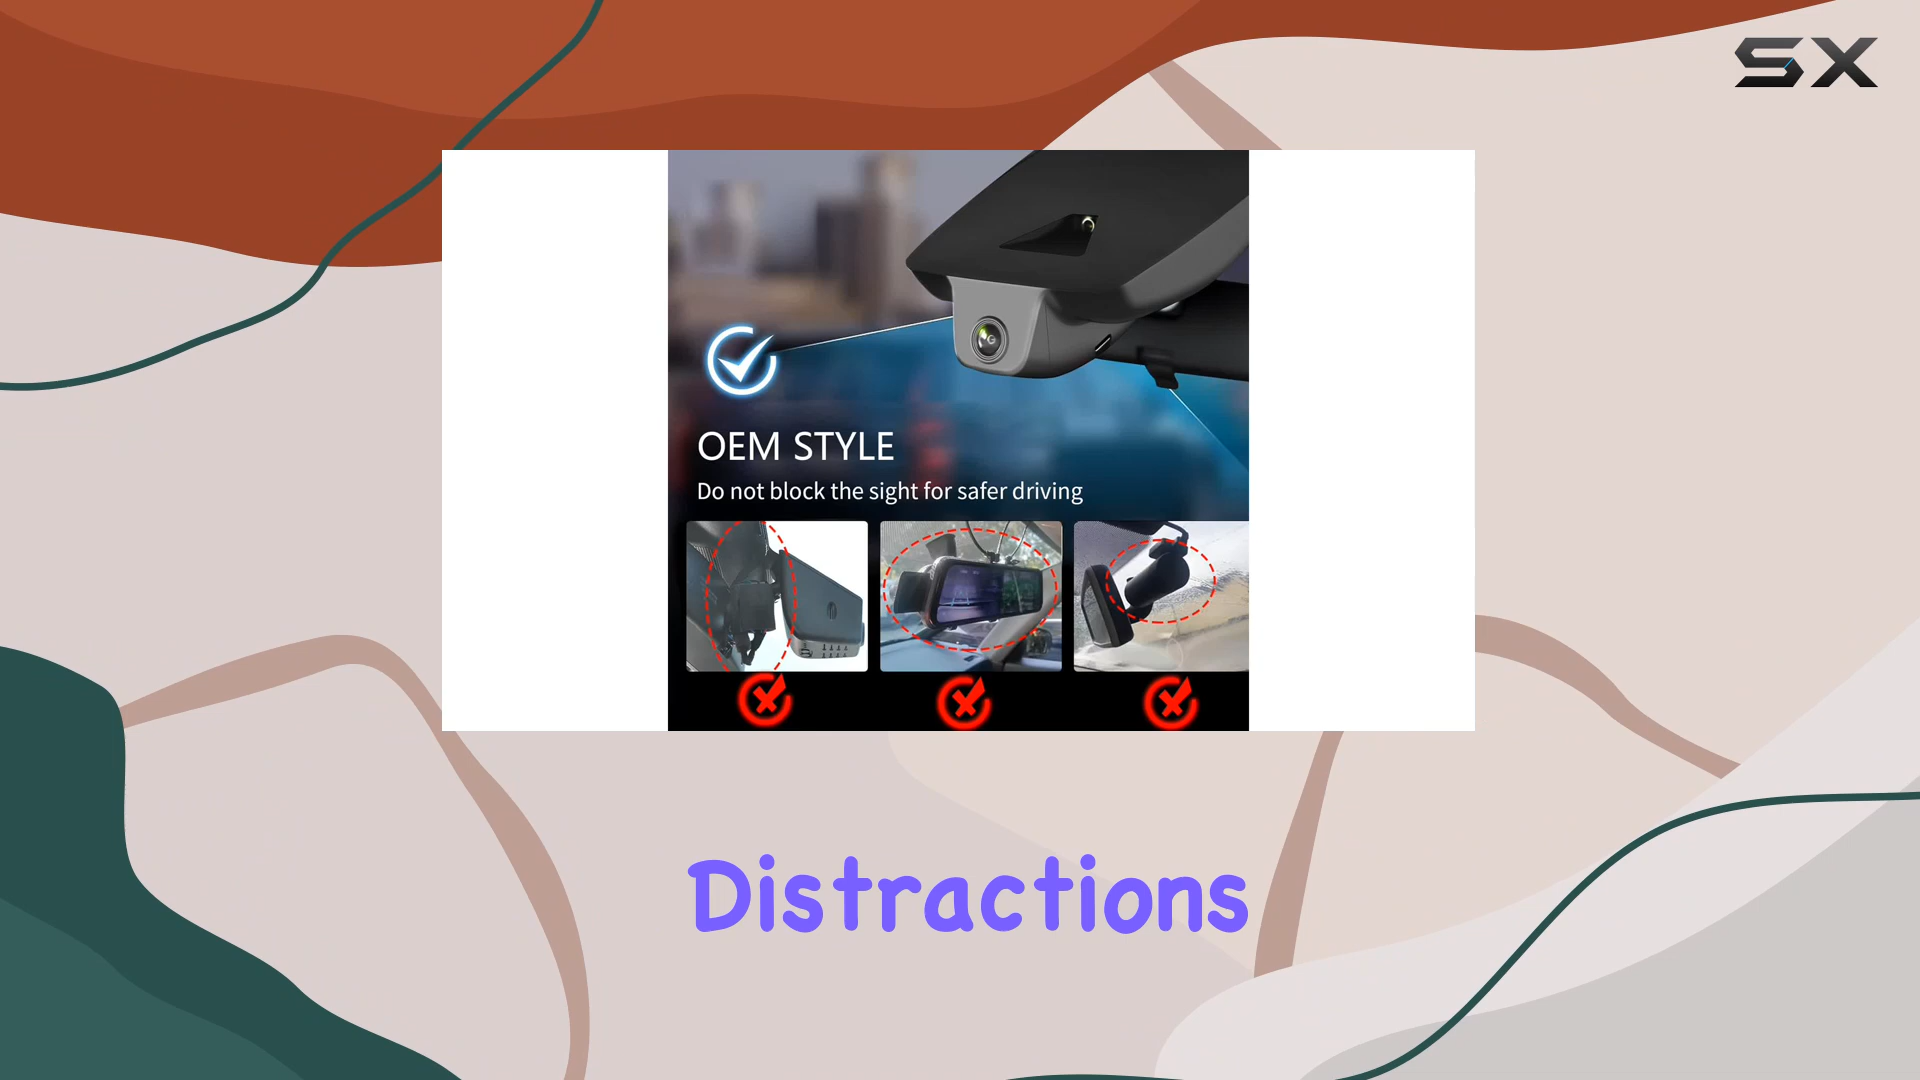 SX
OEM STYLE
Do not block the sight for safer driving
Distractions